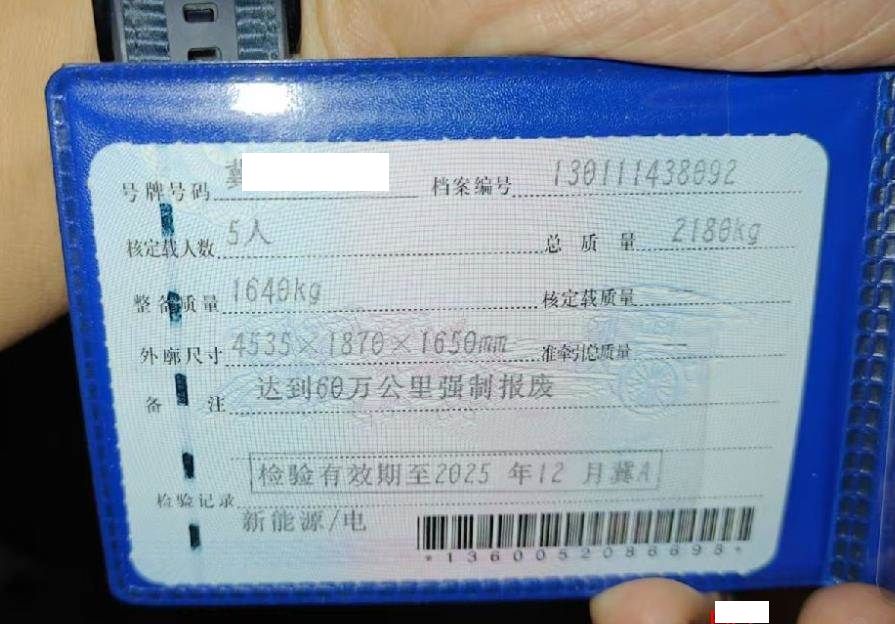 号牌号码 冀 档案编号 130111438092
核定载人数 5人 总质量 2180kg
整备质量 1640kg 核定载质量
外廓尺寸 4535×1870×1650mm 准牵引总质量 --
备注 达到60万公里强制报废
检验有效期至2025 年12 月冀A
检验记录
新能源/电
*1360052086698*